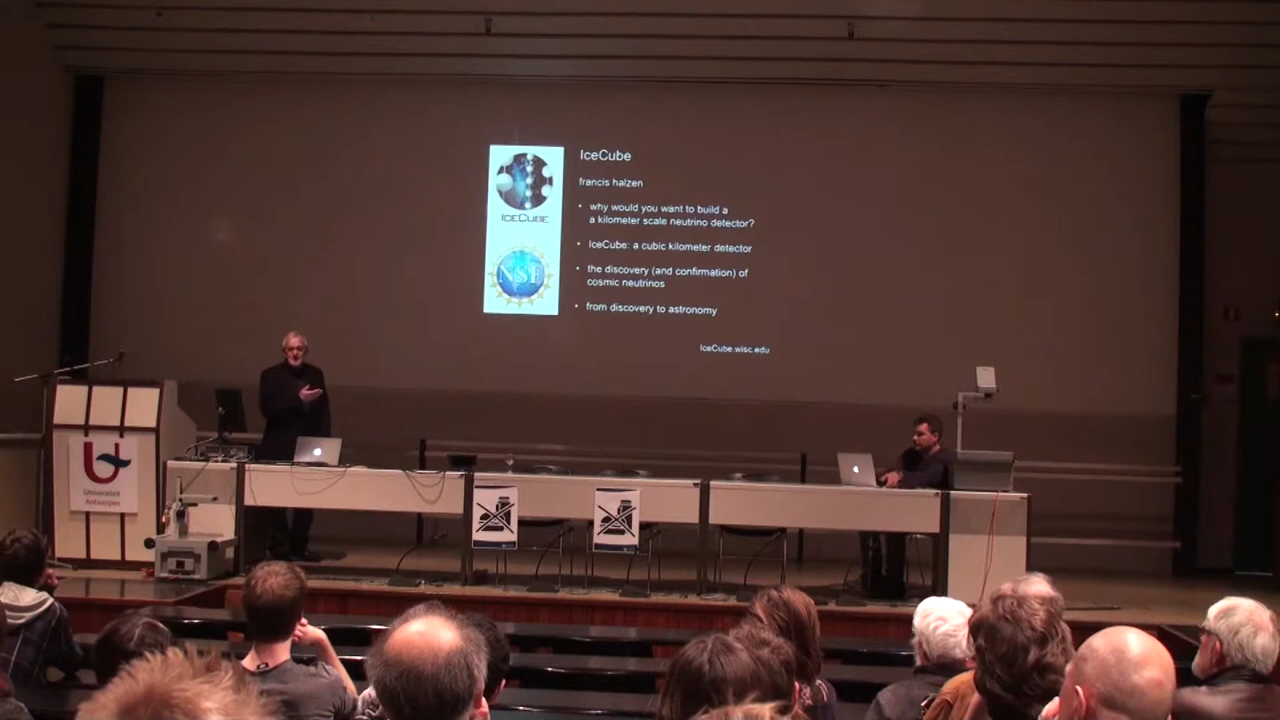 IceCube
francis halzen
• why would you want to build a
a kilometer scale neutrino detector?
• IceCube: a cubic kilometer detector
• the discovery (and confirmation) of
cosmic neutrinos
• from discovery to astronomy
IceCube.wisc.edu
ICECUBE
NSF
Universiteit
Antwerpen